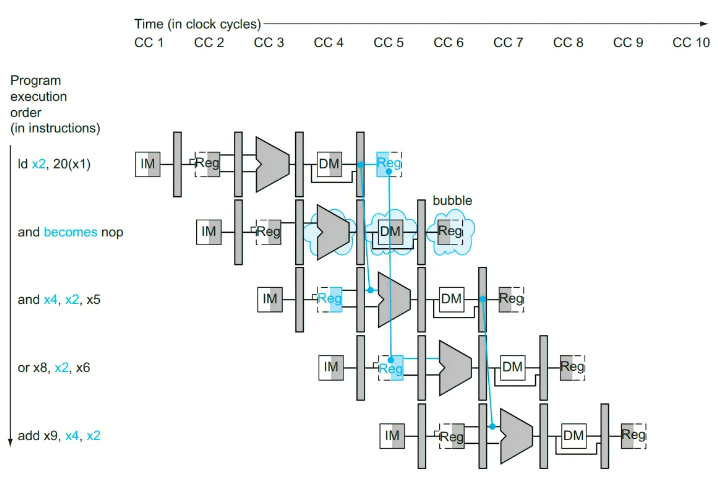 Time (in clock cycles)
CC 1 CC 2 CC 3 CC 4 CC 5 CC 6 CC 7 CC 8 CC 9 CC 10
Program
execution
order
(in instructions)
ld x2, 20(x1) IM Reg DM Reg
bubble
and becomes nop IM Reg DM Reg
and x4, x2, x5 IM Reg DM Reg
or x8, x2, x6 IM Reg DM Reg
add x9, x4, x2 IM Reg DM Reg